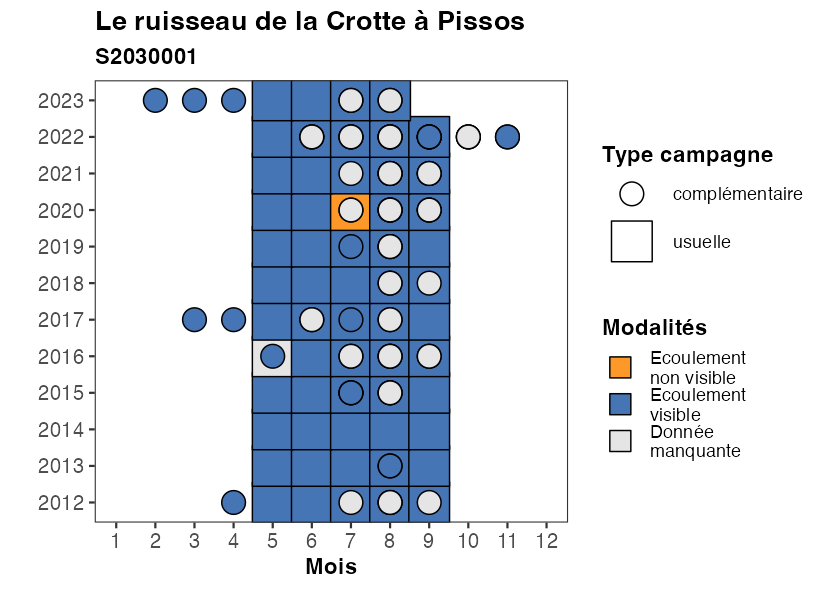 Le ruisseau de la Crotte à Pissos
S2030001
2023
2022
2021
2020
2019
2018
2017
2016
2015
2014
2013
2012
1 2 3 4 5 6 7 8 9 10 11 12
Mois
Type campagne
complémentaire
usuelle
Modalités
Ecoulement
non visible
Ecoulement
visible
Donnée
manquante